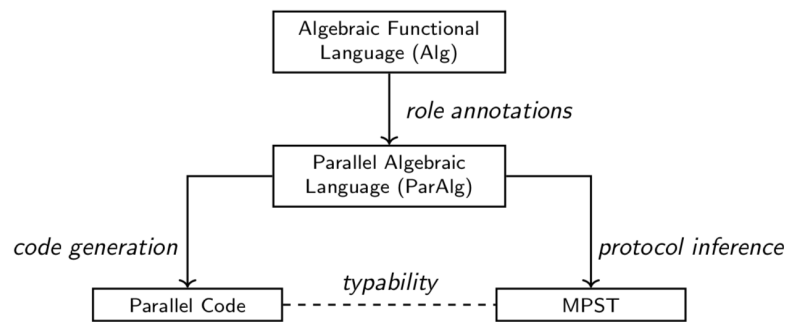 Algebraic Functional
Language (Alg)
role annotations
Parallel Algebraic
Language (ParAlg)
code generation
protocol inference
typability
Parallel Code
MPST